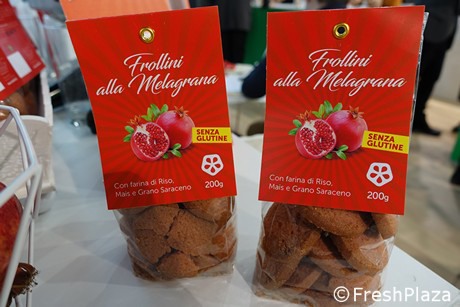 Frollini
alla Melagrana
SENZA
GLUTINE
Con farina di Riso,
Mais e Grano Saraceno
200g
Frollini
alla Melagrana
SENZA
GLUTINE
Con farina di Riso,
Mais e Grano Saraceno
200g
©FreshPlaza